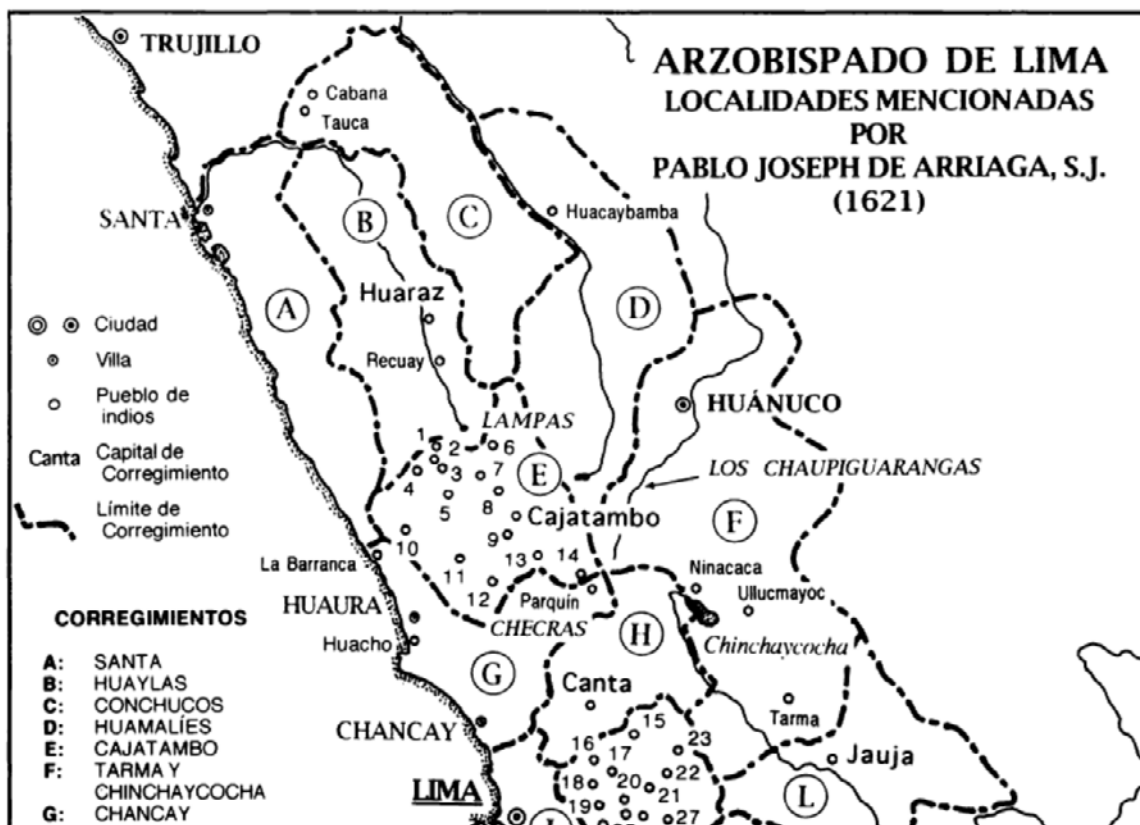 TRUJILLO
ARZOBISPADO DE LIMA
LOCALIDADES MENCIONADAS
POR
PABLO JOSEPH DE ARRIAGA, S.J.
(1621)
Cabana
Tauca
SANTA
B
C
Huacaybamba
A
Huaraz
D
Recuay
Ciudad
Villa
Pueblo de
indios
Canta Capital de
Corregimiento
Límite de
Corregimiento
HUÁNUCO
LAMPAS
LOS CHAUPIGUARANGAS
1
2
3
4
5
6
7
8
E
Cajatambo
F
9
10
11
12
13
14
La Barranca
Parquín
Ninacaca
Ullucmayoc
HUAURA
CHECRAS
H
Chinchaycocha
Huacho
G
Canta
Tarma
CHANCAY
15
16
17
23
Jauja
18
20
22
21
19
27
L
LIMA
CORREGIMIENTOS
A: SANTA
B: HUAYLAS
C: CONCHUCOS
D: HUAMALÍES
E: CAJATAMBO
F: TARMA Y
CHINCHAYCOCHA
G: CHANCAY